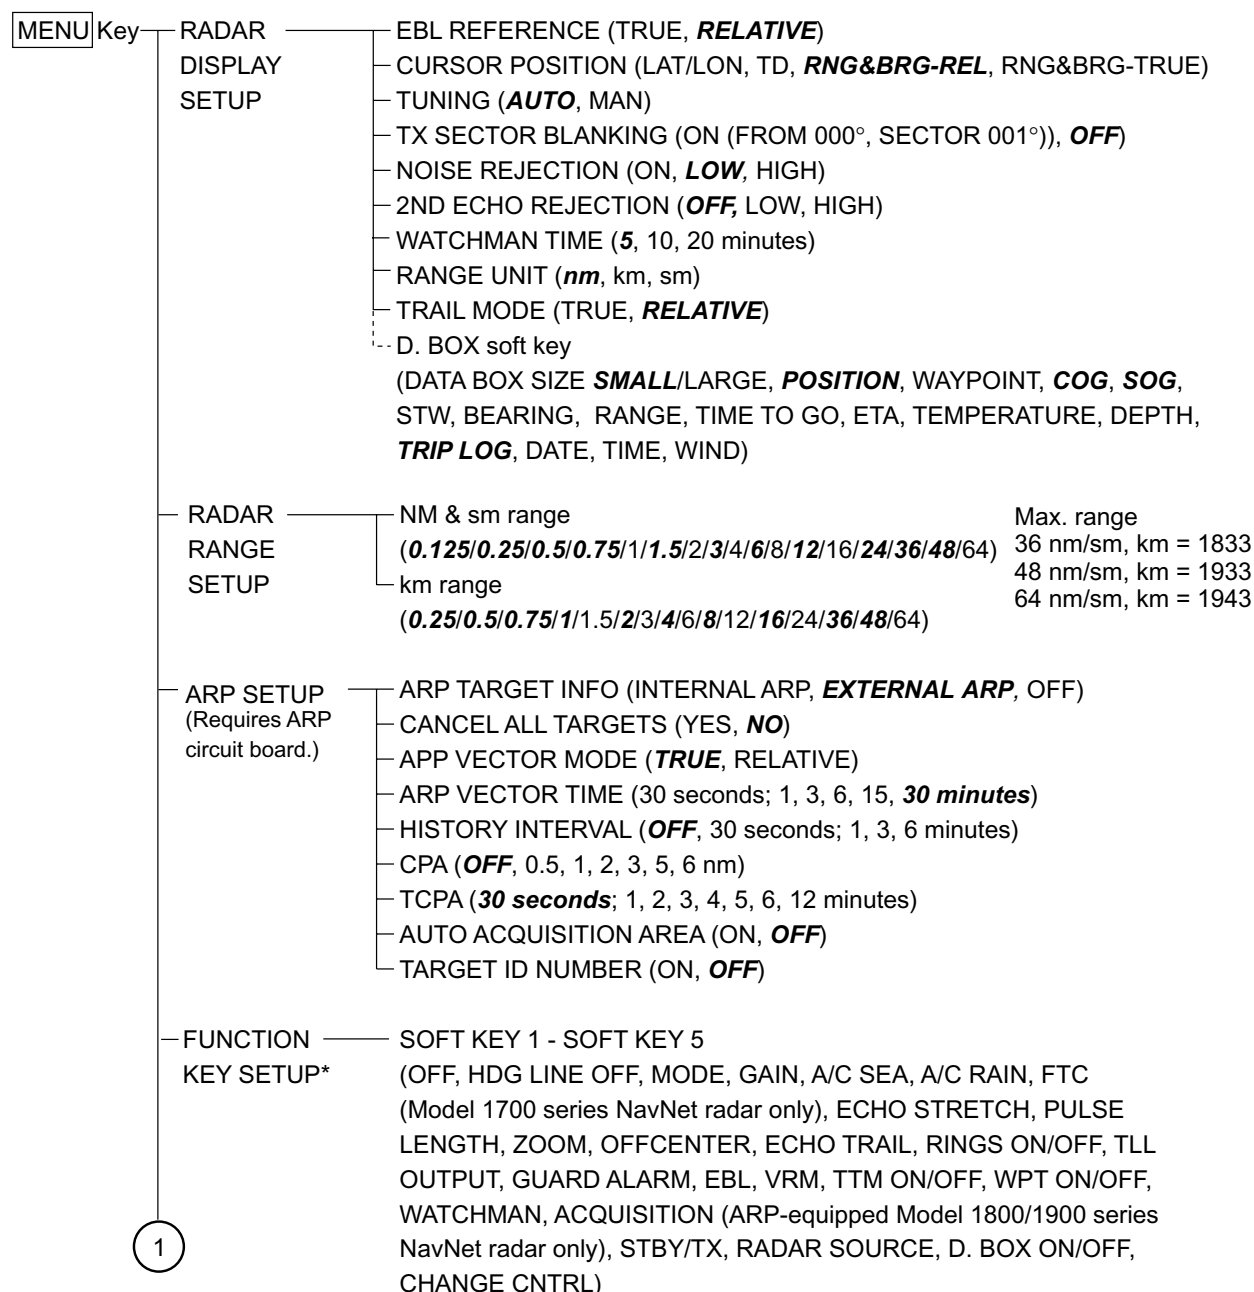 MENU Key
RADAR
DISPLAY
SETUP
EBL REFERENCE (TRUE, RELATIVE)
CURSOR POSITION (LAT/LON, TD, RNG&BRG-REL, RNG&BRG-TRUE)
TUNING (AUTO, MAN)
TX SECTOR BLANKING (ON (FROM 000°, SECTOR 001°)), OFF)
NOISE REJECTION (ON, LOW, HIGH)
2ND ECHO REJECTION (OFF, LOW, HIGH)
WATCHMAN TIME (5, 10, 20 minutes)
RANGE UNIT (nm, km, sm)
TRAIL MODE (TRUE, RELATIVE)
D. BOX soft key
(DATA BOX SIZE SMALL/LARGE, POSITION, WAYPOINT, COG, SOG,
STW, BEARING, RANGE, TIME TO GO, ETA, TEMPERATURE, DEPTH,
TRIP LOG, DATE, TIME, WIND)
RADAR
RANGE
SETUP
NM & sm range
(0.125/0.25/0.5/0.75/1/1.5/2/3/4/6/8/12/16/24/36/48/64)
km range
(0.25/0.5/0.75/1/1.5/2/3/4/6/8/12/16/24/36/48/64)
Max. range
36 nm/sm, km = 1833
48 nm/sm, km = 1933
64 nm/sm, km = 1943
ARP SETUP
(Requires ARP
circuit board.)
ARP TARGET INFO (INTERNAL ARP, EXTERNAL ARP, OFF)
CANCEL ALL TARGETS (YES, NO)
APP VECTOR MODE (TRUE, RELATIVE)
ARP VECTOR TIME (30 seconds; 1, 3, 6, 15, 30 minutes)
HISTORY INTERVAL (OFF, 30 seconds; 1, 3, 6 minutes)
CPA (OFF, 0.5, 1, 2, 3, 5, 6 nm)
TCPA (30 seconds; 1, 2, 3, 4, 5, 6, 12 minutes)
AUTO ACQUISITION AREA (ON, OFF)
TARGET ID NUMBER (ON, OFF)
FUNCTION
KEY SETUP*
SOFT KEY 1 - SOFT KEY 5
(OFF, HDG LINE OFF, MODE, GAIN, A/C SEA, A/C RAIN, FTC
(Model 1700 series NavNet radar only), ECHO STRETCH, PULSE
LENGTH, ZOOM, OFFCENTER, ECHO TRAIL, RINGS ON/OFF, TLL
OUTPUT, GUARD ALARM, EBL, VRM, TTM ON/OFF, WPT ON/OFF,
WATCHMAN, ACQUISITION (ARP-equipped Model 1800/1900 series
NavNet radar only), STBY/TX, RADAR SOURCE, D. BOX ON/OFF,
CHANGE CNTRL)
1